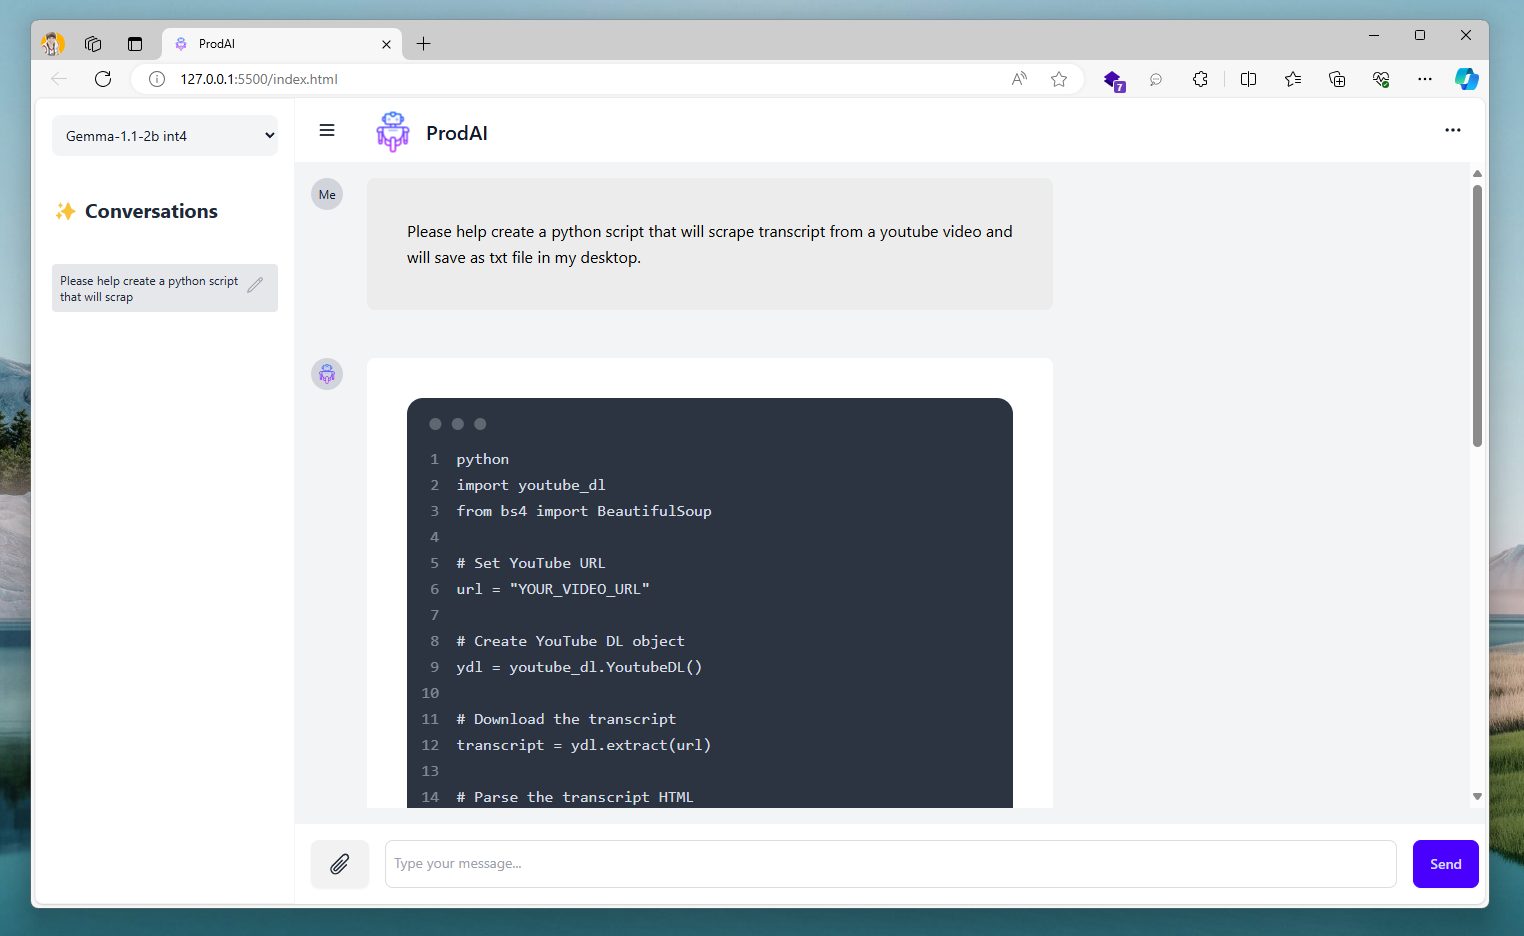 ProdAI
127.0.0.1:5500/index.html
7
Gemma-1.1-2b int4
✨ Conversations
Please help create a python script
that will scrap
ProdAI
Me
Please help create a python script that will scrape transcript from a youtube video and
will save as txt file in my desktop.
1 python
2 import youtube_dl
3 from bs4 import BeautifulSoup
4
5 # Set YouTube URL
6 url = "YOUR_VIDEO_URL"
7
8 # Create YouTube DL object
9 ydl = youtube_dl.YoutubeDL()
10
11 # Download the transcript
12 transcript = ydl.extract(url)
13
14 # Parse the transcript HTML
Type your message...
Send